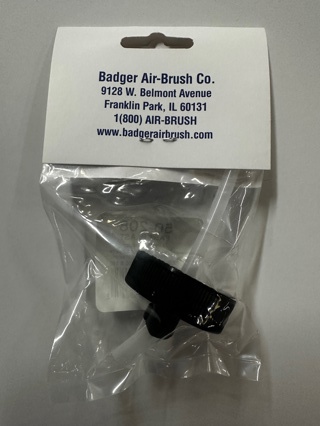 Badger Air-Brush Co.
9128 W. Belmont Avenue
Franklin Park, IL 60131
1(800) AIR-BRUSH
www.badgerairbrush.com